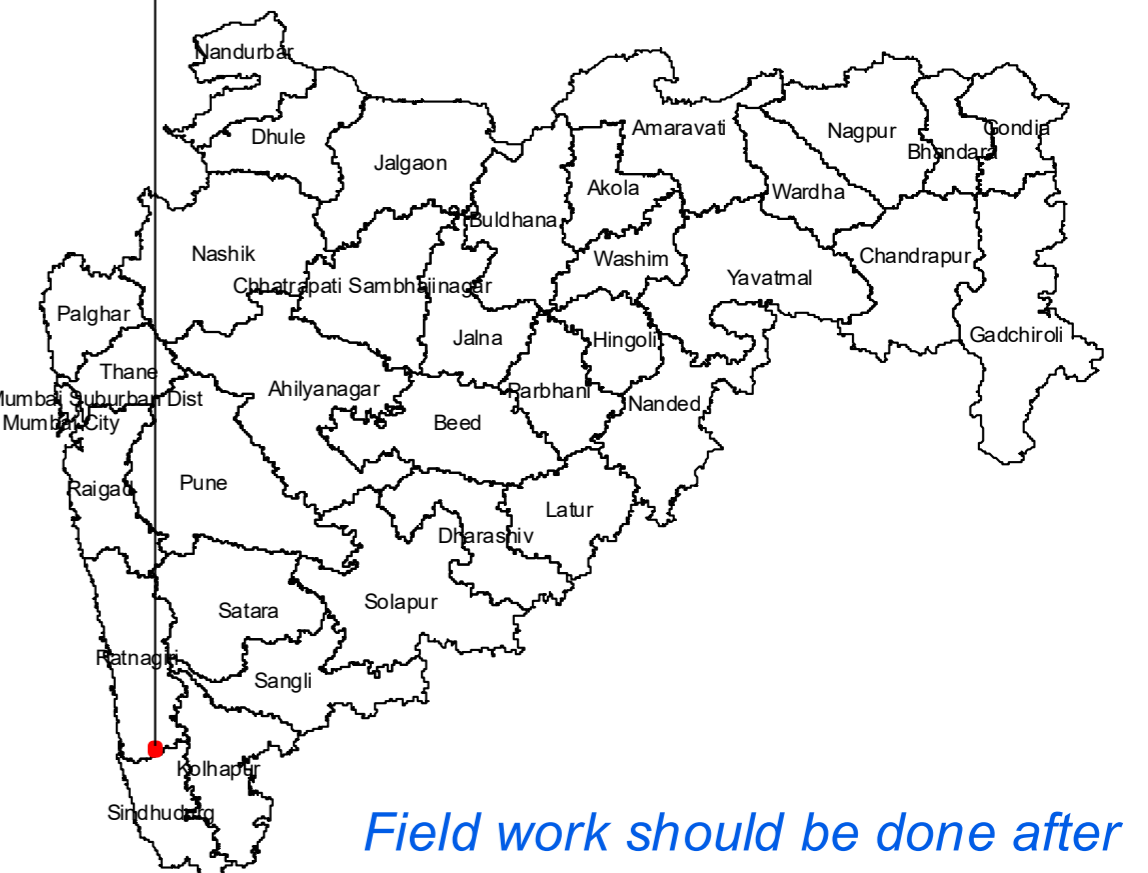 Nandurbar
Dhule
Jalgaon
Amaravati
Nagpur
Gondia
Bhandara
Akola
Wardha
Buldhana
Nashik
Washim
Chandrapur
Yavatmal
Chhatrapati Sambhajinagar
Palghar
Jalna
Hingoli
Gadchiroli
Thane
Ahilyanagar
Parbhani
Mumbai Suburban Dist
Nanded
Mumbai City
Beed
Raigad
Pune
Latur
Dharashiv
Satara
Solapur
Ratnagiri
Sangli
Kolhapur
Sindhudurg
Field work should be done after